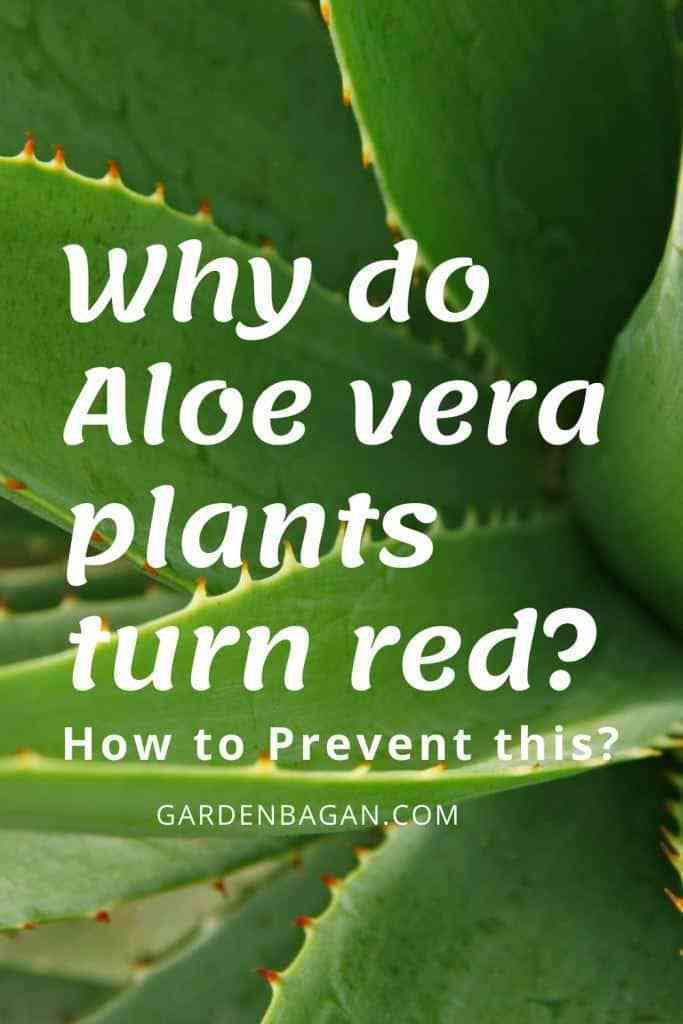 Why do
Aloe vera
plants
turn red?
How to Prevent this?
GARDENBAGAN.COM